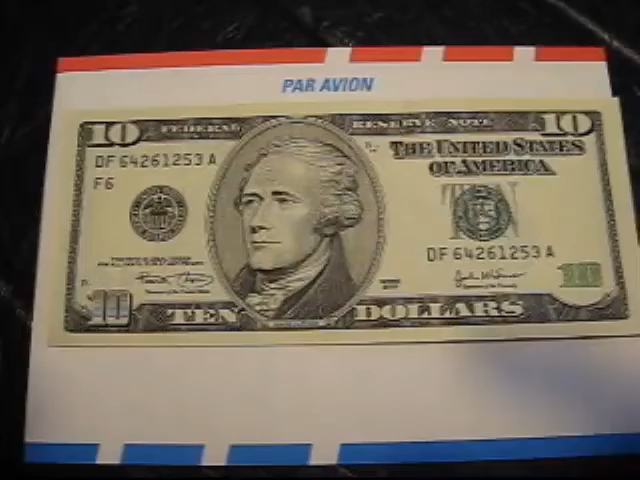 PAR AVION
10 FEDERAL RESERVE NOTE 10
DF 64261253 A
THE UNITED STATES
OF AMERICA
F6
DF 64261253 A
10
TEN DOLLARS
10